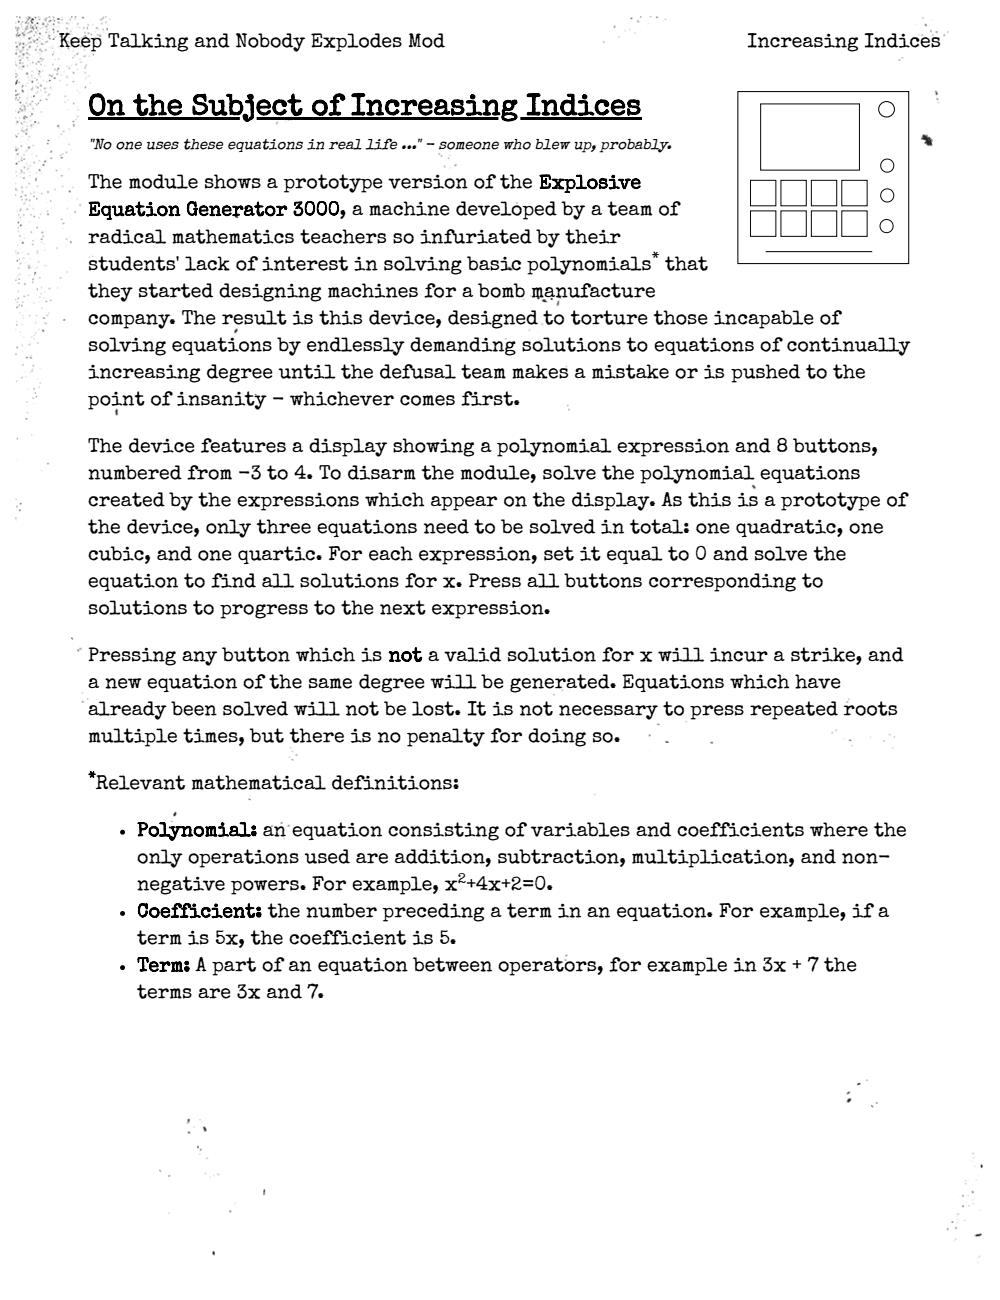 Keep Talking and Nobody Explodes Mod
Increasing Indices
On the Subject of Increasing Indices
"No one uses these equations in real life ..." – someone who blew up, probably.
The module shows a prototype version of the Explosive
Equation Generator 3000, a machine developed by a team of
radical mathematics teachers so infuriated by their
students' lack of interest in solving basic polynomials* that
they started designing machines for a bomb manufacture
company. The result is this device, designed to torture those incapable of
solving equations by endlessly demanding solutions to equations of continually
increasing degree until the defusal team makes a mistake or is pushed to the
point of insanity – whichever comes first.
The device features a display showing a polynomial expression and 8 buttons,
numbered from -3 to 4. To disarm the module, solve the polynomial equations
created by the expressions which appear on the display. As this is a prototype of
the device, only three equations need to be solved in total: one quadratic, one
cubic, and one quartic. For each expression, set it equal to 0 and solve the
equation to find all solutions for x. Press all buttons corresponding to
solutions to progress to the next expression.
Pressing any button which is not a valid solution for x will incur a strike, and
a new equation of the same degree will be generated. Equations which have
already been solved will not be lost. It is not necessary to press repeated roots
multiple times, but there is no penalty for doing so.
*Relevant mathematical definitions:
• Polynomial: an equation consisting of variables and coefficients where the
only operations used are addition, subtraction, multiplication, and non-
negative powers. For example, x²+4x+2=0.
• Coefficient: the number preceding a term in an equation. For example, if a
term is 5x, the coefficient is 5.
• Term: A part of an equation between operators, for example in 3x + 7 the
terms are 3x and 7.